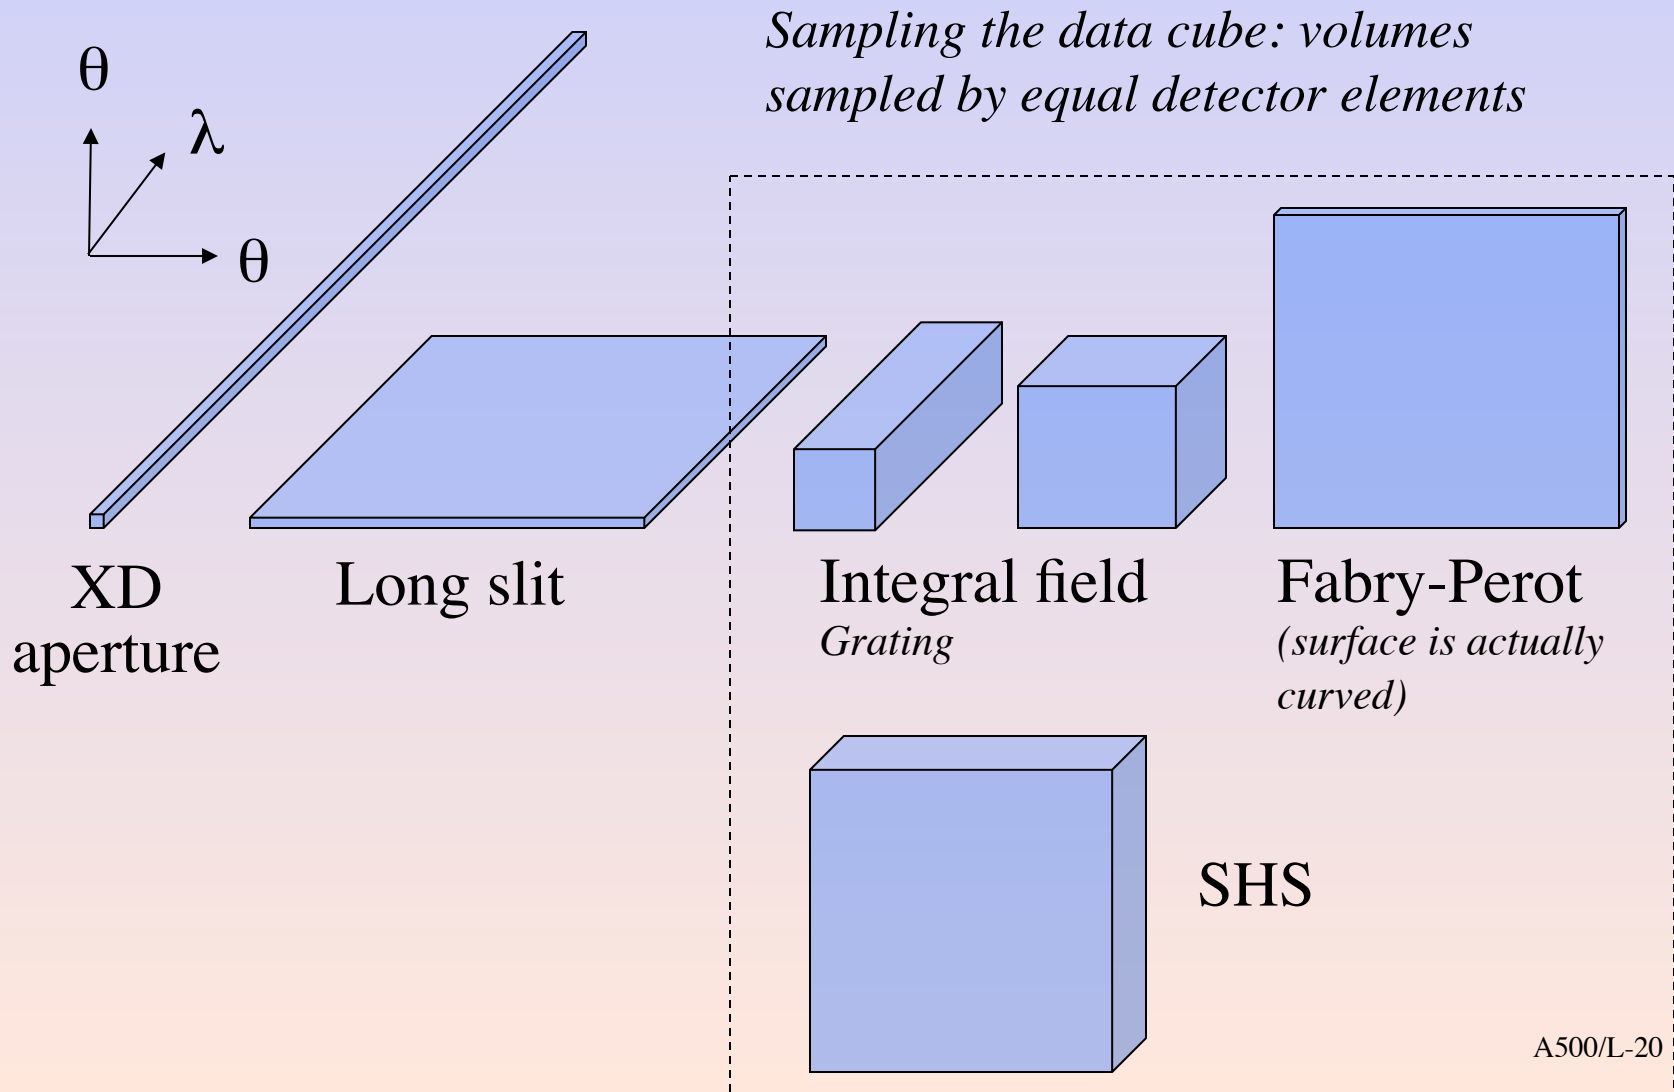 Sampling the data cube: volumes
sampled by equal detector elements
θ
λ
θ
XD
aperture
Long slit
Integral field
Grating
Fabry-Perot
(surface is actually
curved)
SHS
A500/L-20